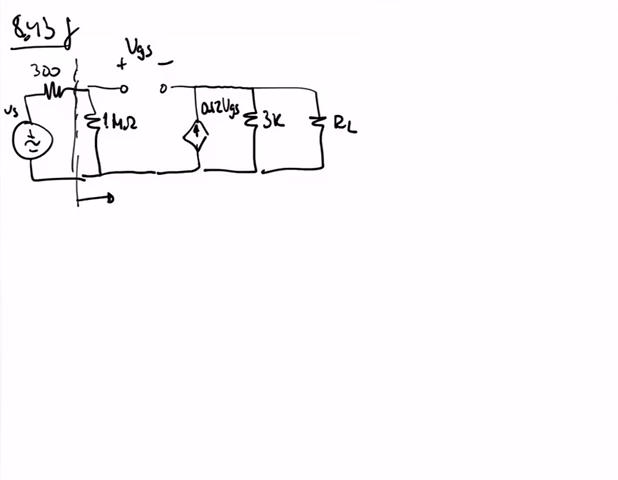 8.43
Vgs
+ −
300
Vs
1MΩ
0.12Vgs
3K
RL